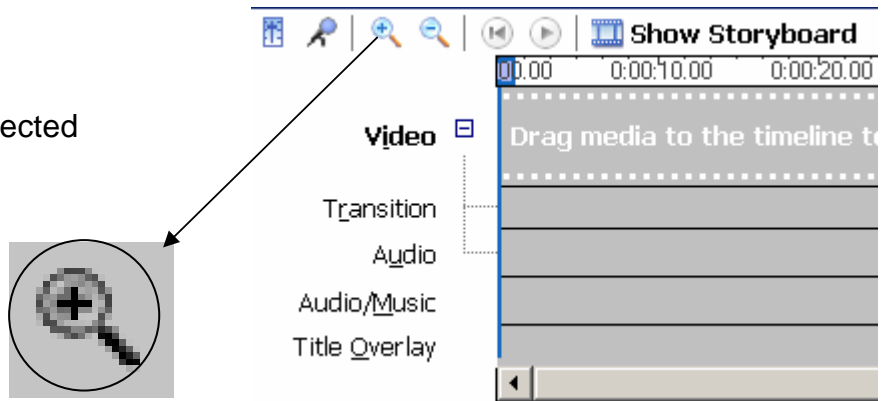 Show Storyboard
0.00 0:00:10.00 0:00:20.00
ected
Video Drag media to the timeline to
Transition
Audio
Audio/Music
Title Overlay